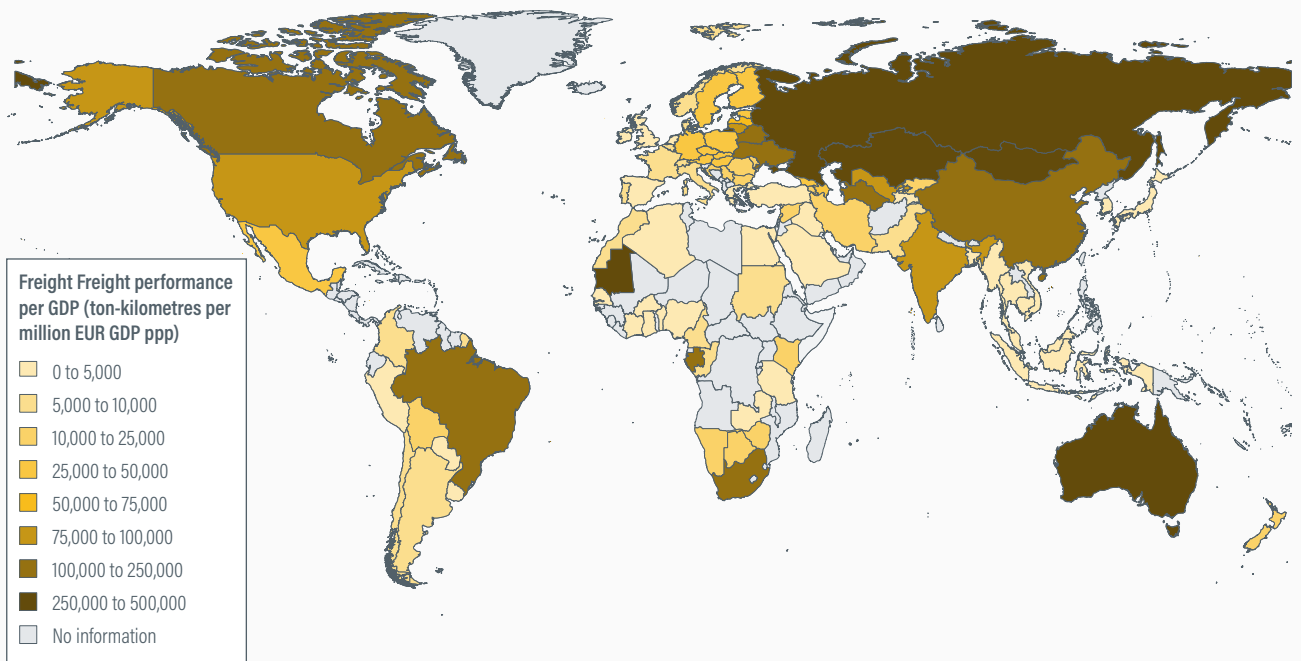 Freight Freight performance
per GDP (ton-kilometres per
million EUR GDP ppp)
0 to 5,000
5,000 to 10,000
10,000 to 25,000
25,000 to 50,000
50,000 to 75,000
75,000 to 100,000
100,000 to 250,000
250,000 to 500,000
No information